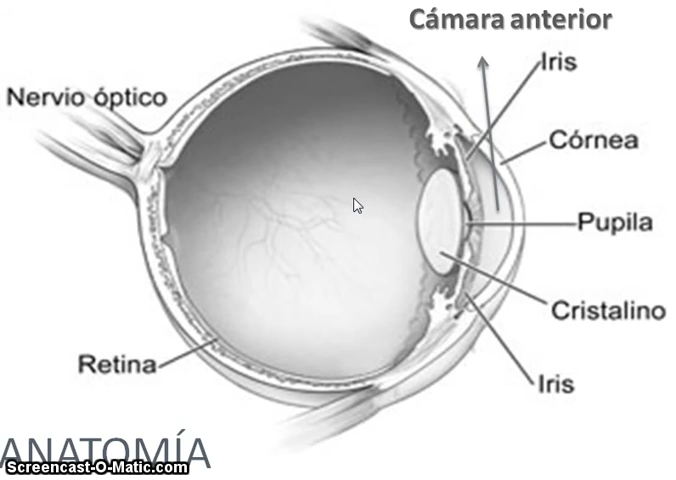 Cámara anterior
Iris
Nervio óptico
Córnea
Pupila
Cristalino
Retina
Iris
ANATOMÍA
Screencast-O-Matic.com